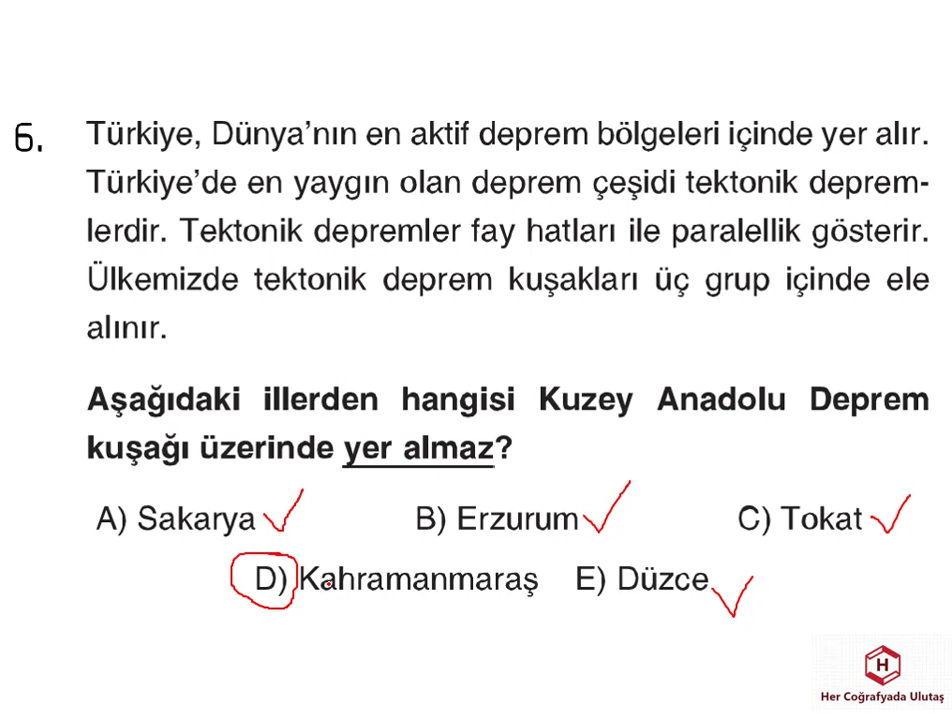 6. Türkiye, Dünya’nın en aktif deprem bölgeleri içinde yer alır.
Türkiye’de en yaygın olan deprem çeşidi tektonik deprem-
lerdir. Tektonik depremler fay hatları ile paralellik gösterir.
Ülkemizde tektonik deprem kuşakları üç grup içinde ele
alınır.
Aşağıdaki illerden hangisi Kuzey Anadolu Deprem
kuşağı üzerinde yer almaz?
A) Sakarya B) Erzurum C) Tokat
D) Kahramanmaraş E) Düzce
H
Her Coğrafyada Ulutaş